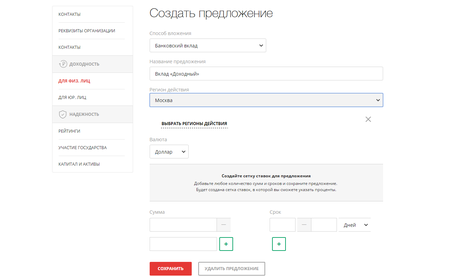 Создать предложение
КОНТАКТЫ
РЕКВИЗИТЫ ОРГАНИЗАЦИИ
КОНТАКТЫ
ДОХОДНОСТЬ
ДЛЯ ФИЗ. ЛИЦ
ДЛЯ ЮР. ЛИЦ
НАДЕЖНОСТЬ
РЕЙТИНГИ
УЧАСТИЕ ГОСУДАРСТВА
КАПИТАЛ И АКТИВЫ
Способ вложения
Банковский вклад
Название предложения
Вклад «Доходный»
Регион действия
Москва
ВЫБРАТЬ РЕГИОНЫ ДЕЙСТВИЯ
Валюта
Доллар
Создайте сетку ставок для предложения
Добавьте любое количество сумм и сроков и сохраните предложение.
Будет создана сетка ставок, в которой вы сможете указать проценты.
Сумма
Срок
—
—
Дней
+
+
СОХРАНИТЬ
УДАЛИТЬ ПРЕДЛОЖЕНИЕ